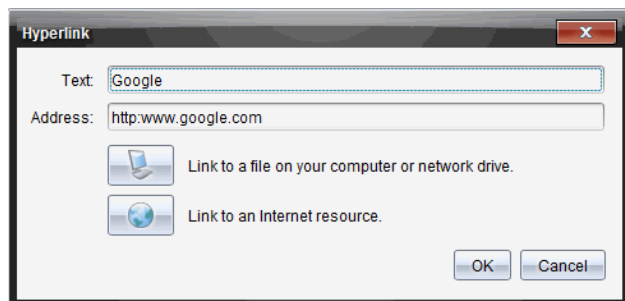 Hyperlink
Text: Google
Address: http:www.google.com
Link to a file on your computer or network drive.
Link to an Internet resource.
OK Cancel